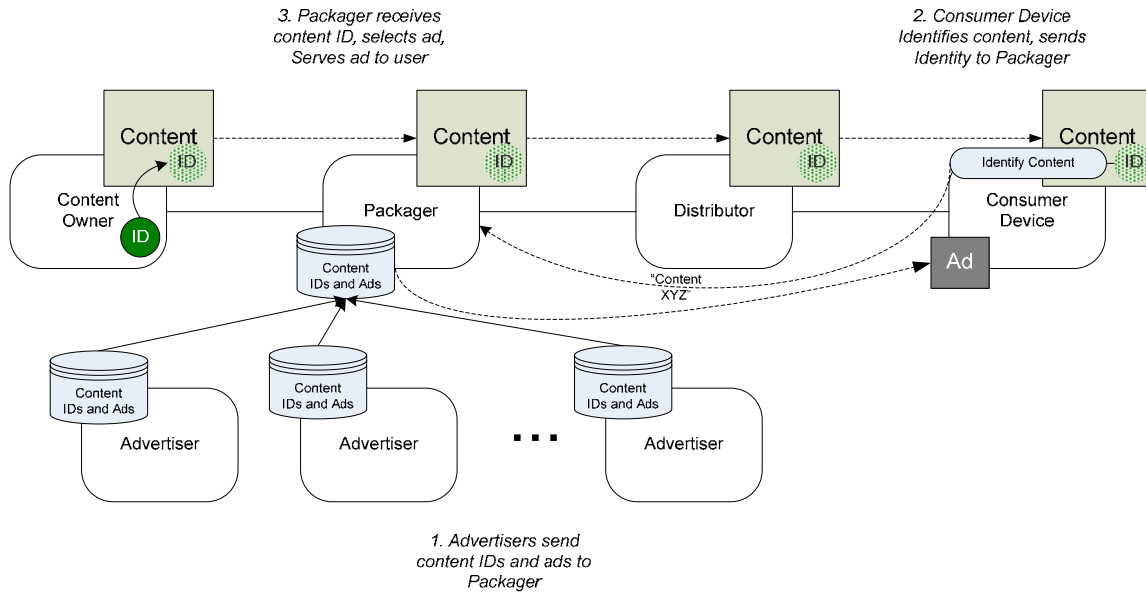 3. Packager receives
content ID, selects ad,
Serves ad to user
2. Consumer Device
Identifies content, sends
Identity to Packager
Content
ID
Content
ID
Content
ID
Content
ID
Identify Content
Content
Owner
ID
Packager
Distributor
Consumer
Device
Content
IDs and Ads
"Content
XYZ"
Ad
Content
IDs and Ads
Advertiser
Content
IDs and Ads
Advertiser
...
Content
IDs and Ads
Advertiser
1. Advertisers send
content IDs and ads to
Packager